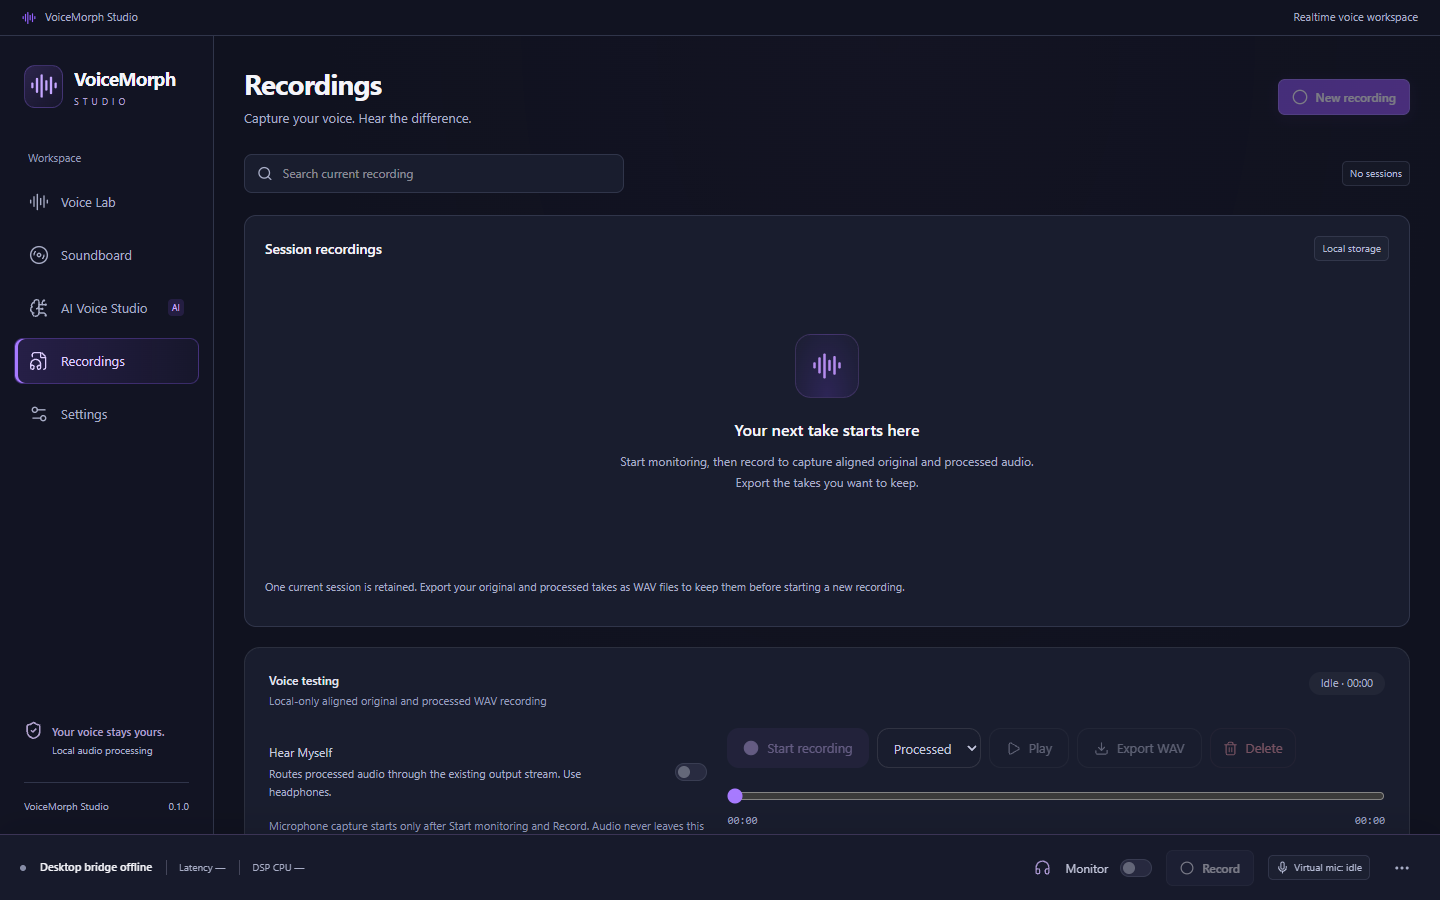 VoiceMorph Studio
Realtime voice workspace
VoiceMorph
STUDIO
Workspace
Voice Lab
Soundboard
AI Voice Studio AI
Recordings
Settings
Your voice stays yours.
Local audio processing
VoiceMorph Studio 0.1.0
Recordings
Capture your voice. Hear the difference.
New recording
Search current recording
No sessions
Session recordings
Local storage
Your next take starts here
Start monitoring, then record to capture aligned original and processed audio.
Export the takes you want to keep.
One current session is retained. Export your original and processed takes as WAV files to keep them before starting a new recording.
Voice testing
Local-only aligned original and processed WAV recording
Idle · 00:00
Hear Myself
Routes processed audio through the existing output stream. Use
headphones.
Microphone capture starts only after Start monitoring and Record. Audio never leaves this
Start recording
Processed
Play
Export WAV
Delete
00:00 00:00
Desktop bridge offline
Latency —
DSP CPU —
Monitor
Record
Virtual mic: idle